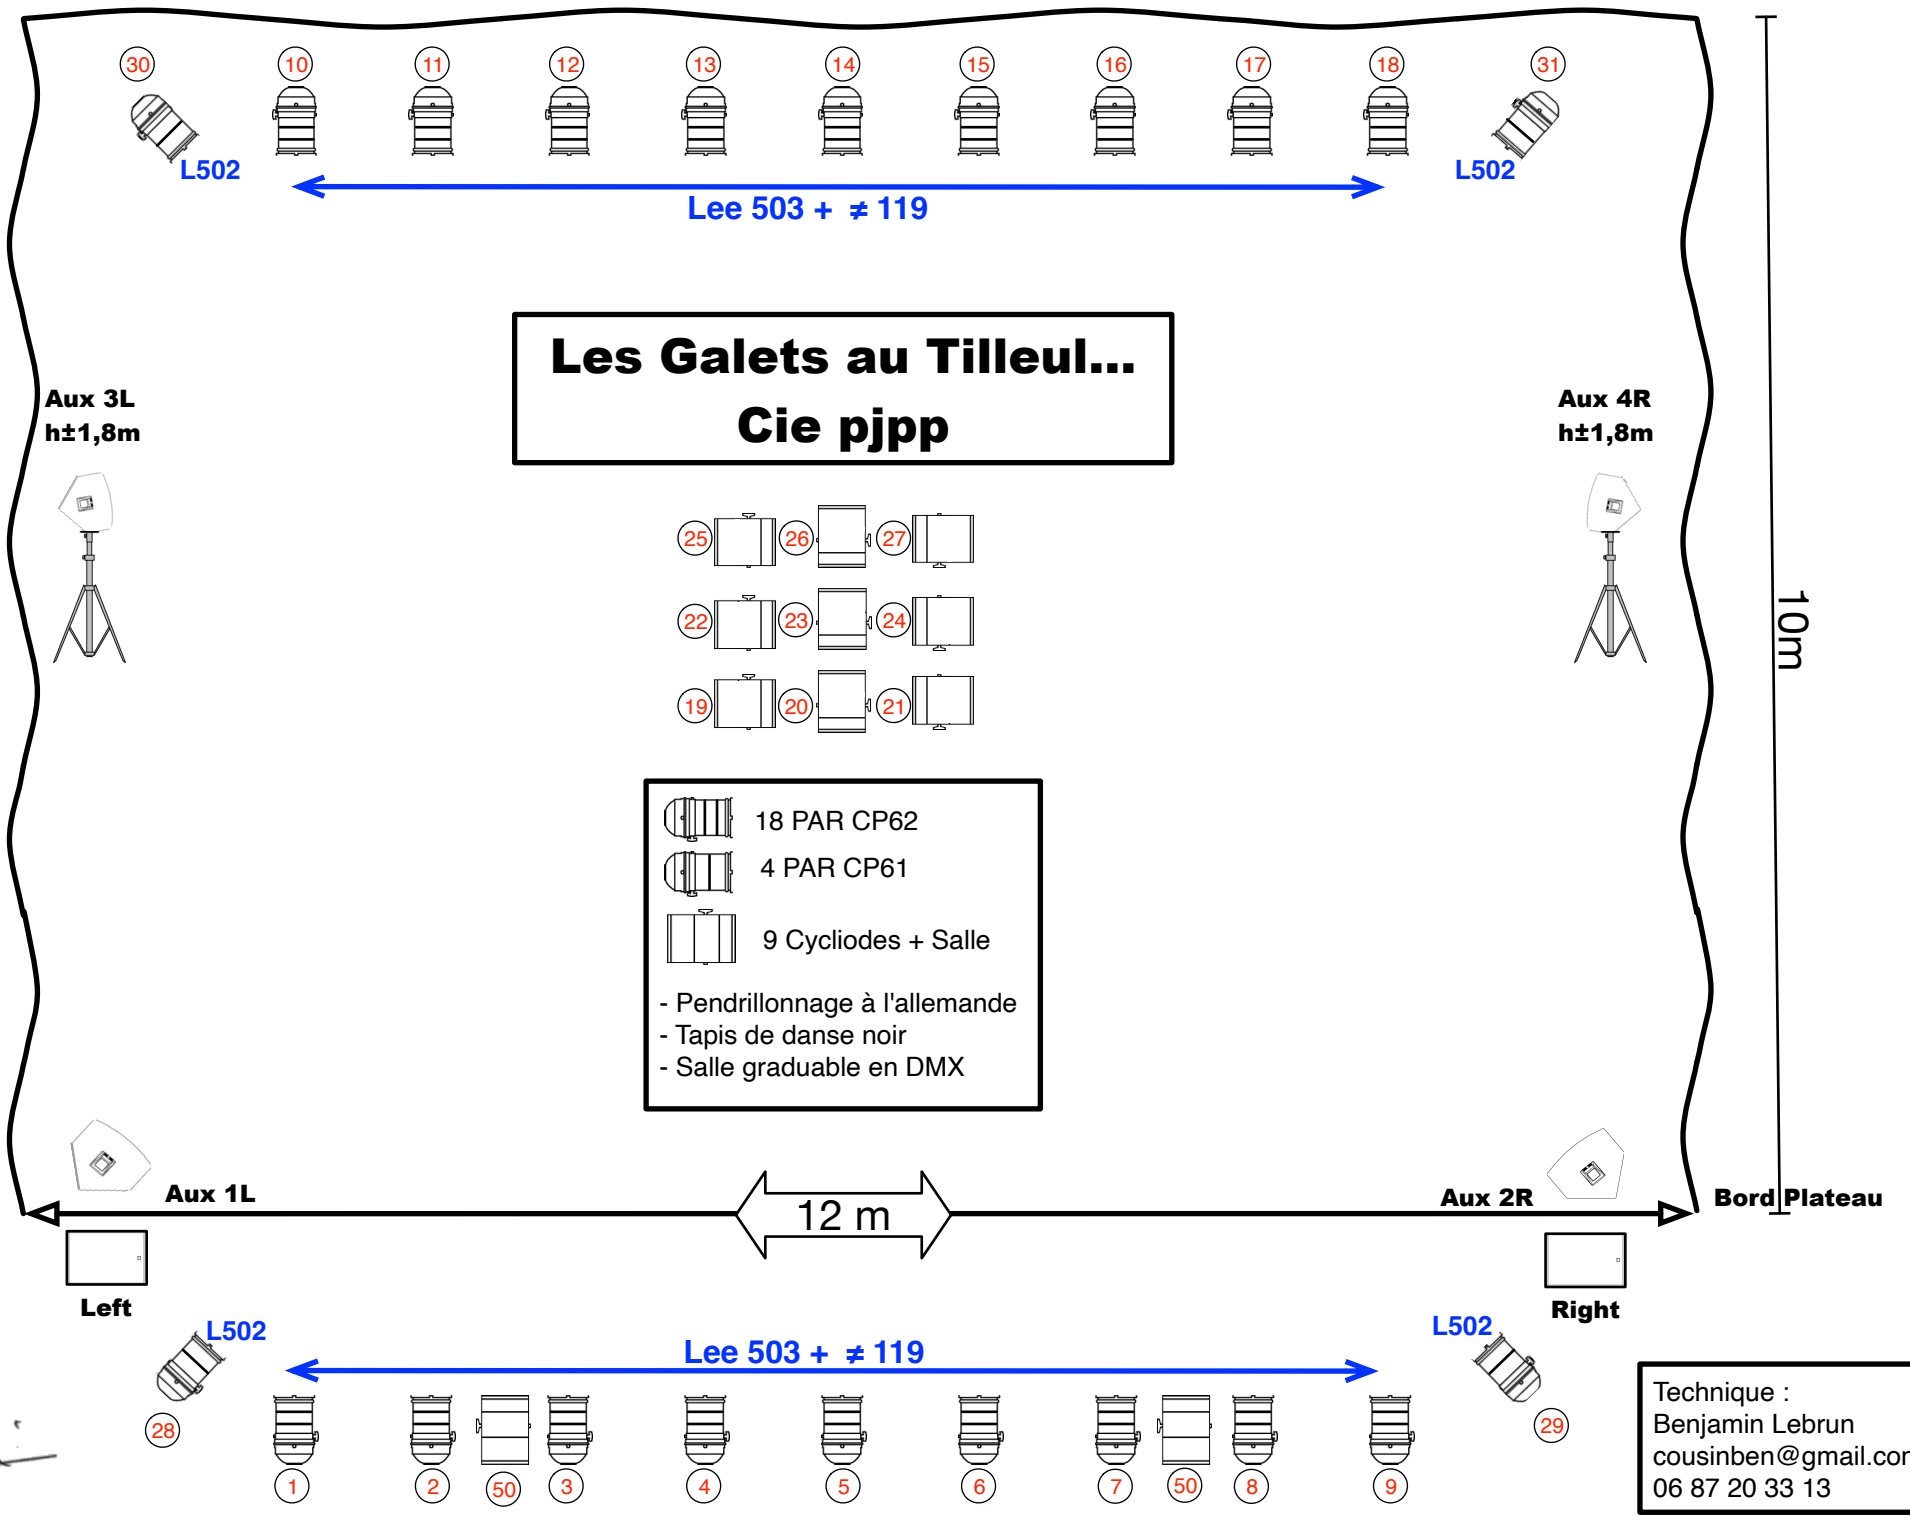 30
10
11
12
13
14
15
16
17
18
31
L502
L502
Lee 503 + ≠ 119
Les Galets au Tilleul...
Cie pjpp
Aux 3L
h±1,8m
Aux 4R
h±1,8m
25
26
27
22
23
24
19
20
21
10m
18 PAR CP62
4 PAR CP61
9 Cycliodes + Salle
- Pendrillonnage à l'allemande
- Tapis de danse noir
- Salle graduable en DMX
Aux 1L
12 m
Aux 2R
Bord Plateau
Left
Right
L502
L502
Lee 503 + ≠ 119
28
29
1
2
50
3
4
5
6
7
50
8
9
Technique :
Benjamin Lebrun
cousinben@gmail.com
06 87 20 33 13